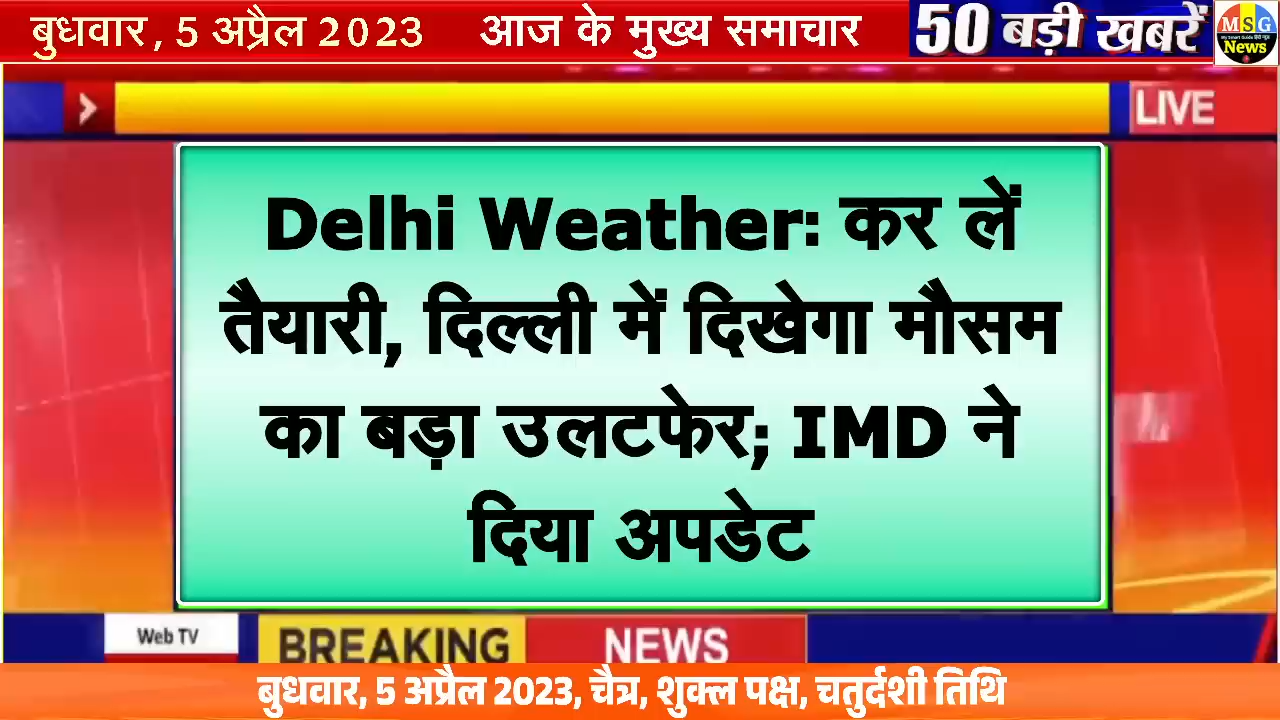 बुधवार, 5 अप्रैल 2023 आज के मुख्य समाचार 50 बड़ी खबरें MSG
News
LIVE
Delhi Weather: कर लें
तैयारी, दिल्ली में दिखेगा मौसम
का बड़ा उलटफेर; IMD ने
दिया अपडेट
Web TV
BREAKING NEWS
बुधवार, 5 अप्रैल 2023, चैत्र, शुक्ल पक्ष, चतुर्दशी तिथि